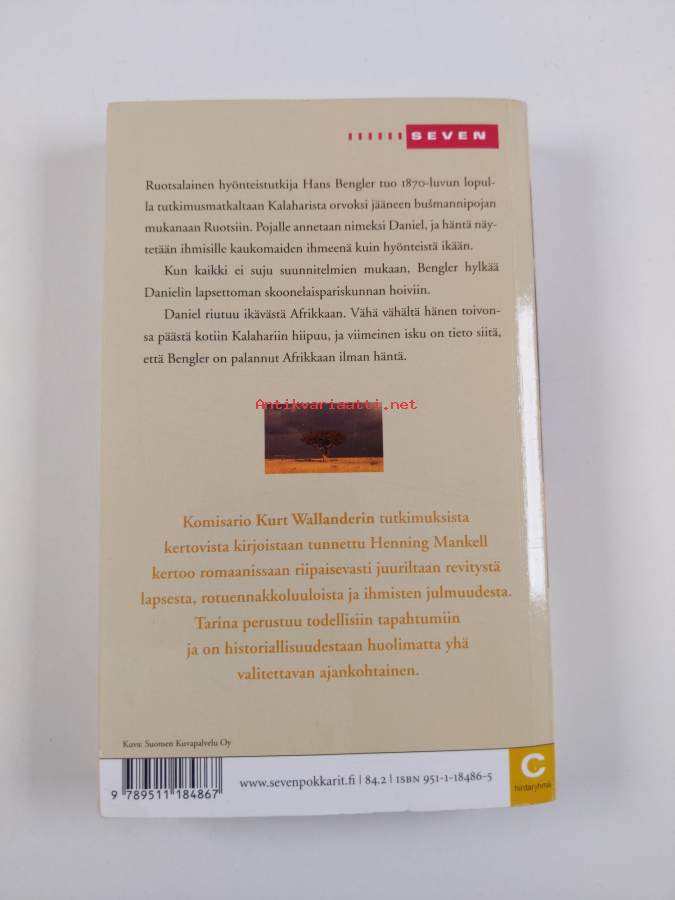 SEVEN
Ruotsalainen hyönteistutkija Hans Bengler tuo 1870-luvun lopul-
la tutkimusmatkaltaan Kalaharista orvoksi jääneen bušmannipojan
mukanaan Ruotsiin. Pojalle annetaan nimeksi Daniel, ja häntä näy-
tetään ihmisille kaukomaiden ihmeenä kuin hyönteistä ikään.
Kun kaikki ei suju suunnitelmien mukaan, Bengler hylkää
Danielin lapsettoman skoonelaispariskunnan hoiviin.
Daniel riutuu ikävästä Afrikkaan. Vähä vähältä hänen toivon-
sa päästä kotiin Kalahariin hiipuu, ja viimeinen isku on tieto siitä,
että Bengler on palannut Afrikkaan ilman häntä.
Antikvariaatti.net
Komisario Kurt Wallanderin tutkimuksista
kertovista kirjoistaan tunnettu Henning Mankell
kertoo romaanissaan riipaisevasti juuriltaan revitystä
lapsesta, rotuennakkoluuloista ja ihmisten julmuudesta.
Tarina perustuu todellisiin tapahtumiin
ja on historiallisuudestaan huolimatta yhä
valitettavan ajankohtainen.
Kuva: Suomen Kuvapalvelu Oy
www.sevenpokkarit.fi | 84.2 | ISBN 951-1-18486-5
9 789511 184867
C
hintaryhmä